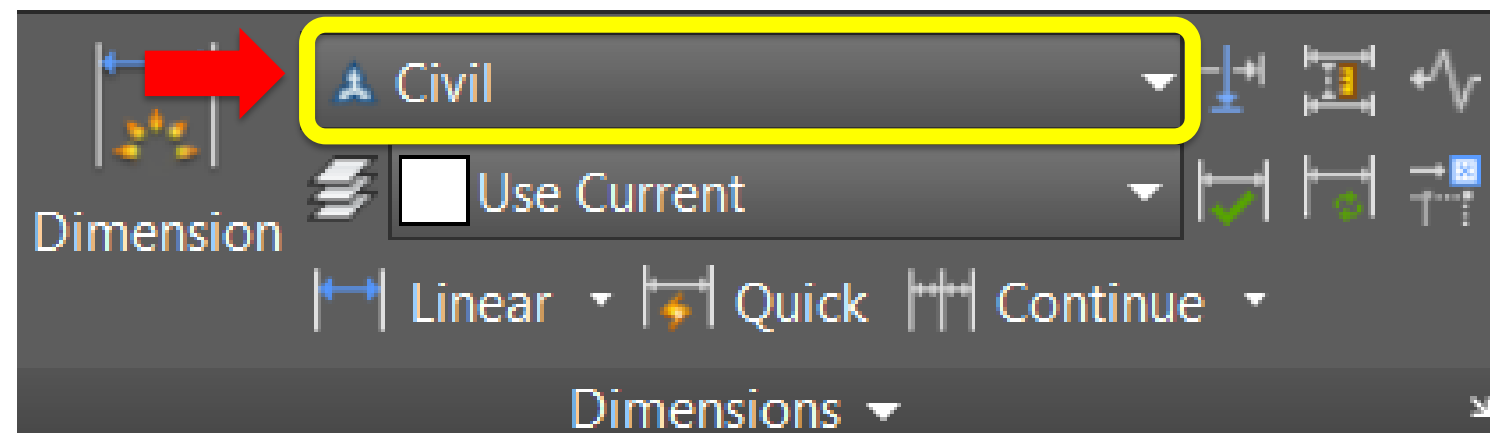 Civil
Use Current
Dimension
Linear Quick Continue
Dimensions